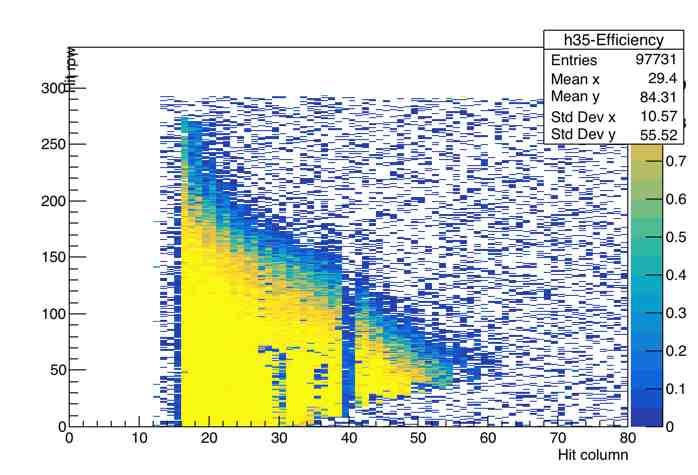 h35-Efficiency
Entries 97731
Mean x 29.4
Mean y 84.31
Std Dev x 10.57
Std Dev y 55.52
Hit row
300
250
200
150
100
50
0
0 10 20 30 40 50 60 70 80
Hit column
0.7
0.6
0.5
0.4
0.3
0.2
0.1
0